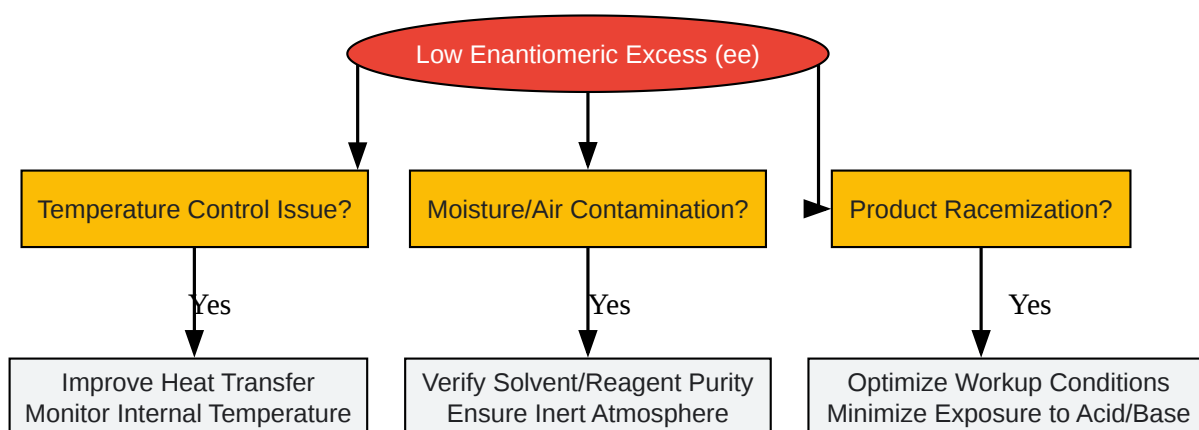 Low Enantiomeric Excess (ee)
Temperature Control Issue?
Moisture/Air Contamination?
Product Racemization?
Yes
Yes
Yes
Improve Heat Transfer
Monitor Internal Temperature
Verify Solvent/Reagent Purity
Ensure Inert Atmosphere
Optimize Workup Conditions
Minimize Exposure to Acid/Base